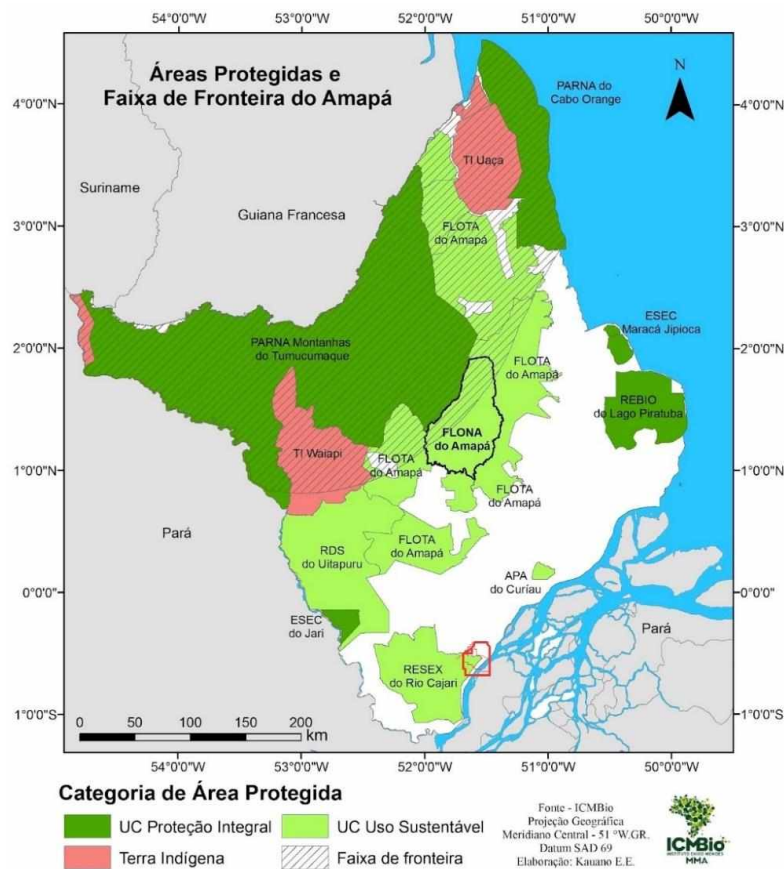 54°0'0"W 53°0'0"W 52°0'0"W 51°0'0"W 50°0'0"W
Áreas Protegidas e
Faixa de Fronteira do Amapá
N
PARNA do
Cabo Orange
4°0'0"N
4°0'0"N
TI Uaça
Suriname
Guiana Francesa
3°0'0"N
3°0'0"N
FLOTA
do Amapá
ESEC
Maracá Jipioca
2°0'0"N
2°0'0"N
PARNA Montanhas
do Tumucumaque
FLOTA
do Amapá
REBIO
do Lago Piratuba
FLONA
do Amapá
TI Waiapi
FLOTA
do Amapá
1°0'0"N
1°0'0"N
FLOTA
do Amapá
Pará
RDS
do Uitapuru
FLOTA
do Amapá
APA
do Curíau
0°0'0"
0°0'0"
ESEC
do Jari
Pará
RESEX
do Rio Cajari
1°0'0"S
1°0'0"S
0 50 100 150 200
km
54°0'0"W 53°0'0"W 52°0'0"W 51°0'0"W 50°0'0"W
Categoria de Área Protegida
UC Proteção Integral
UC Uso Sustentável
Terra Indígena
Faixa de fronteira
Fonte - ICMBio
Projeção Geográfica
Meridiano Central - 51 °W.GR.
Datum SAD 69
Elaboração: Kauano E.E.
ICMBio
INSTITUTO CHICO MENDES
MMA